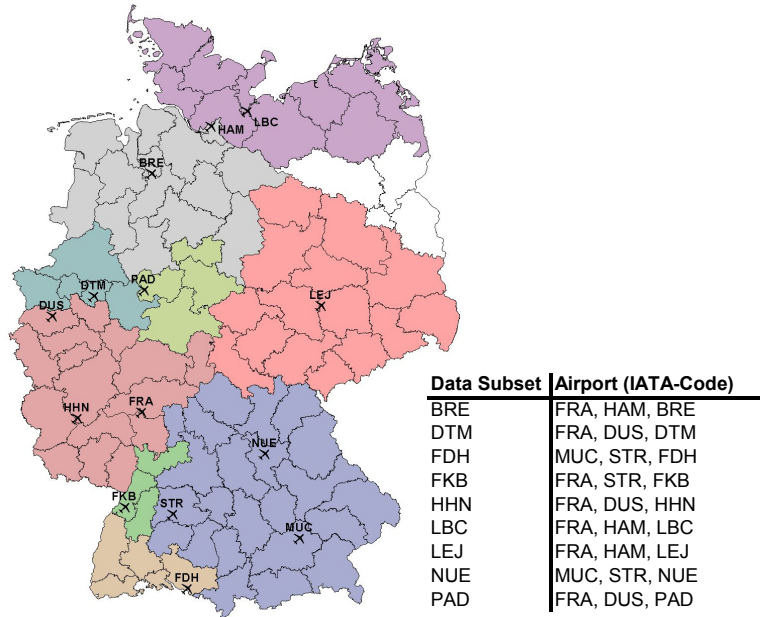 LBC
HAM
BRE
PAD
DTM
DUS
LEJ
FRA
HHN
NUE
FKB
STR
MUC
FDH
Data Subset Airport (IATA-Code)
BRE FRA, HAM, BRE
DTM FRA, DUS, DTM
FDH MUC, STR, FDH
FKB FRA, STR, FKB
HHN FRA, DUS, HHN
LBC FRA, HAM, LBC
LEJ FRA, HAM, LEJ
NUE MUC, STR, NUE
PAD FRA, DUS, PAD